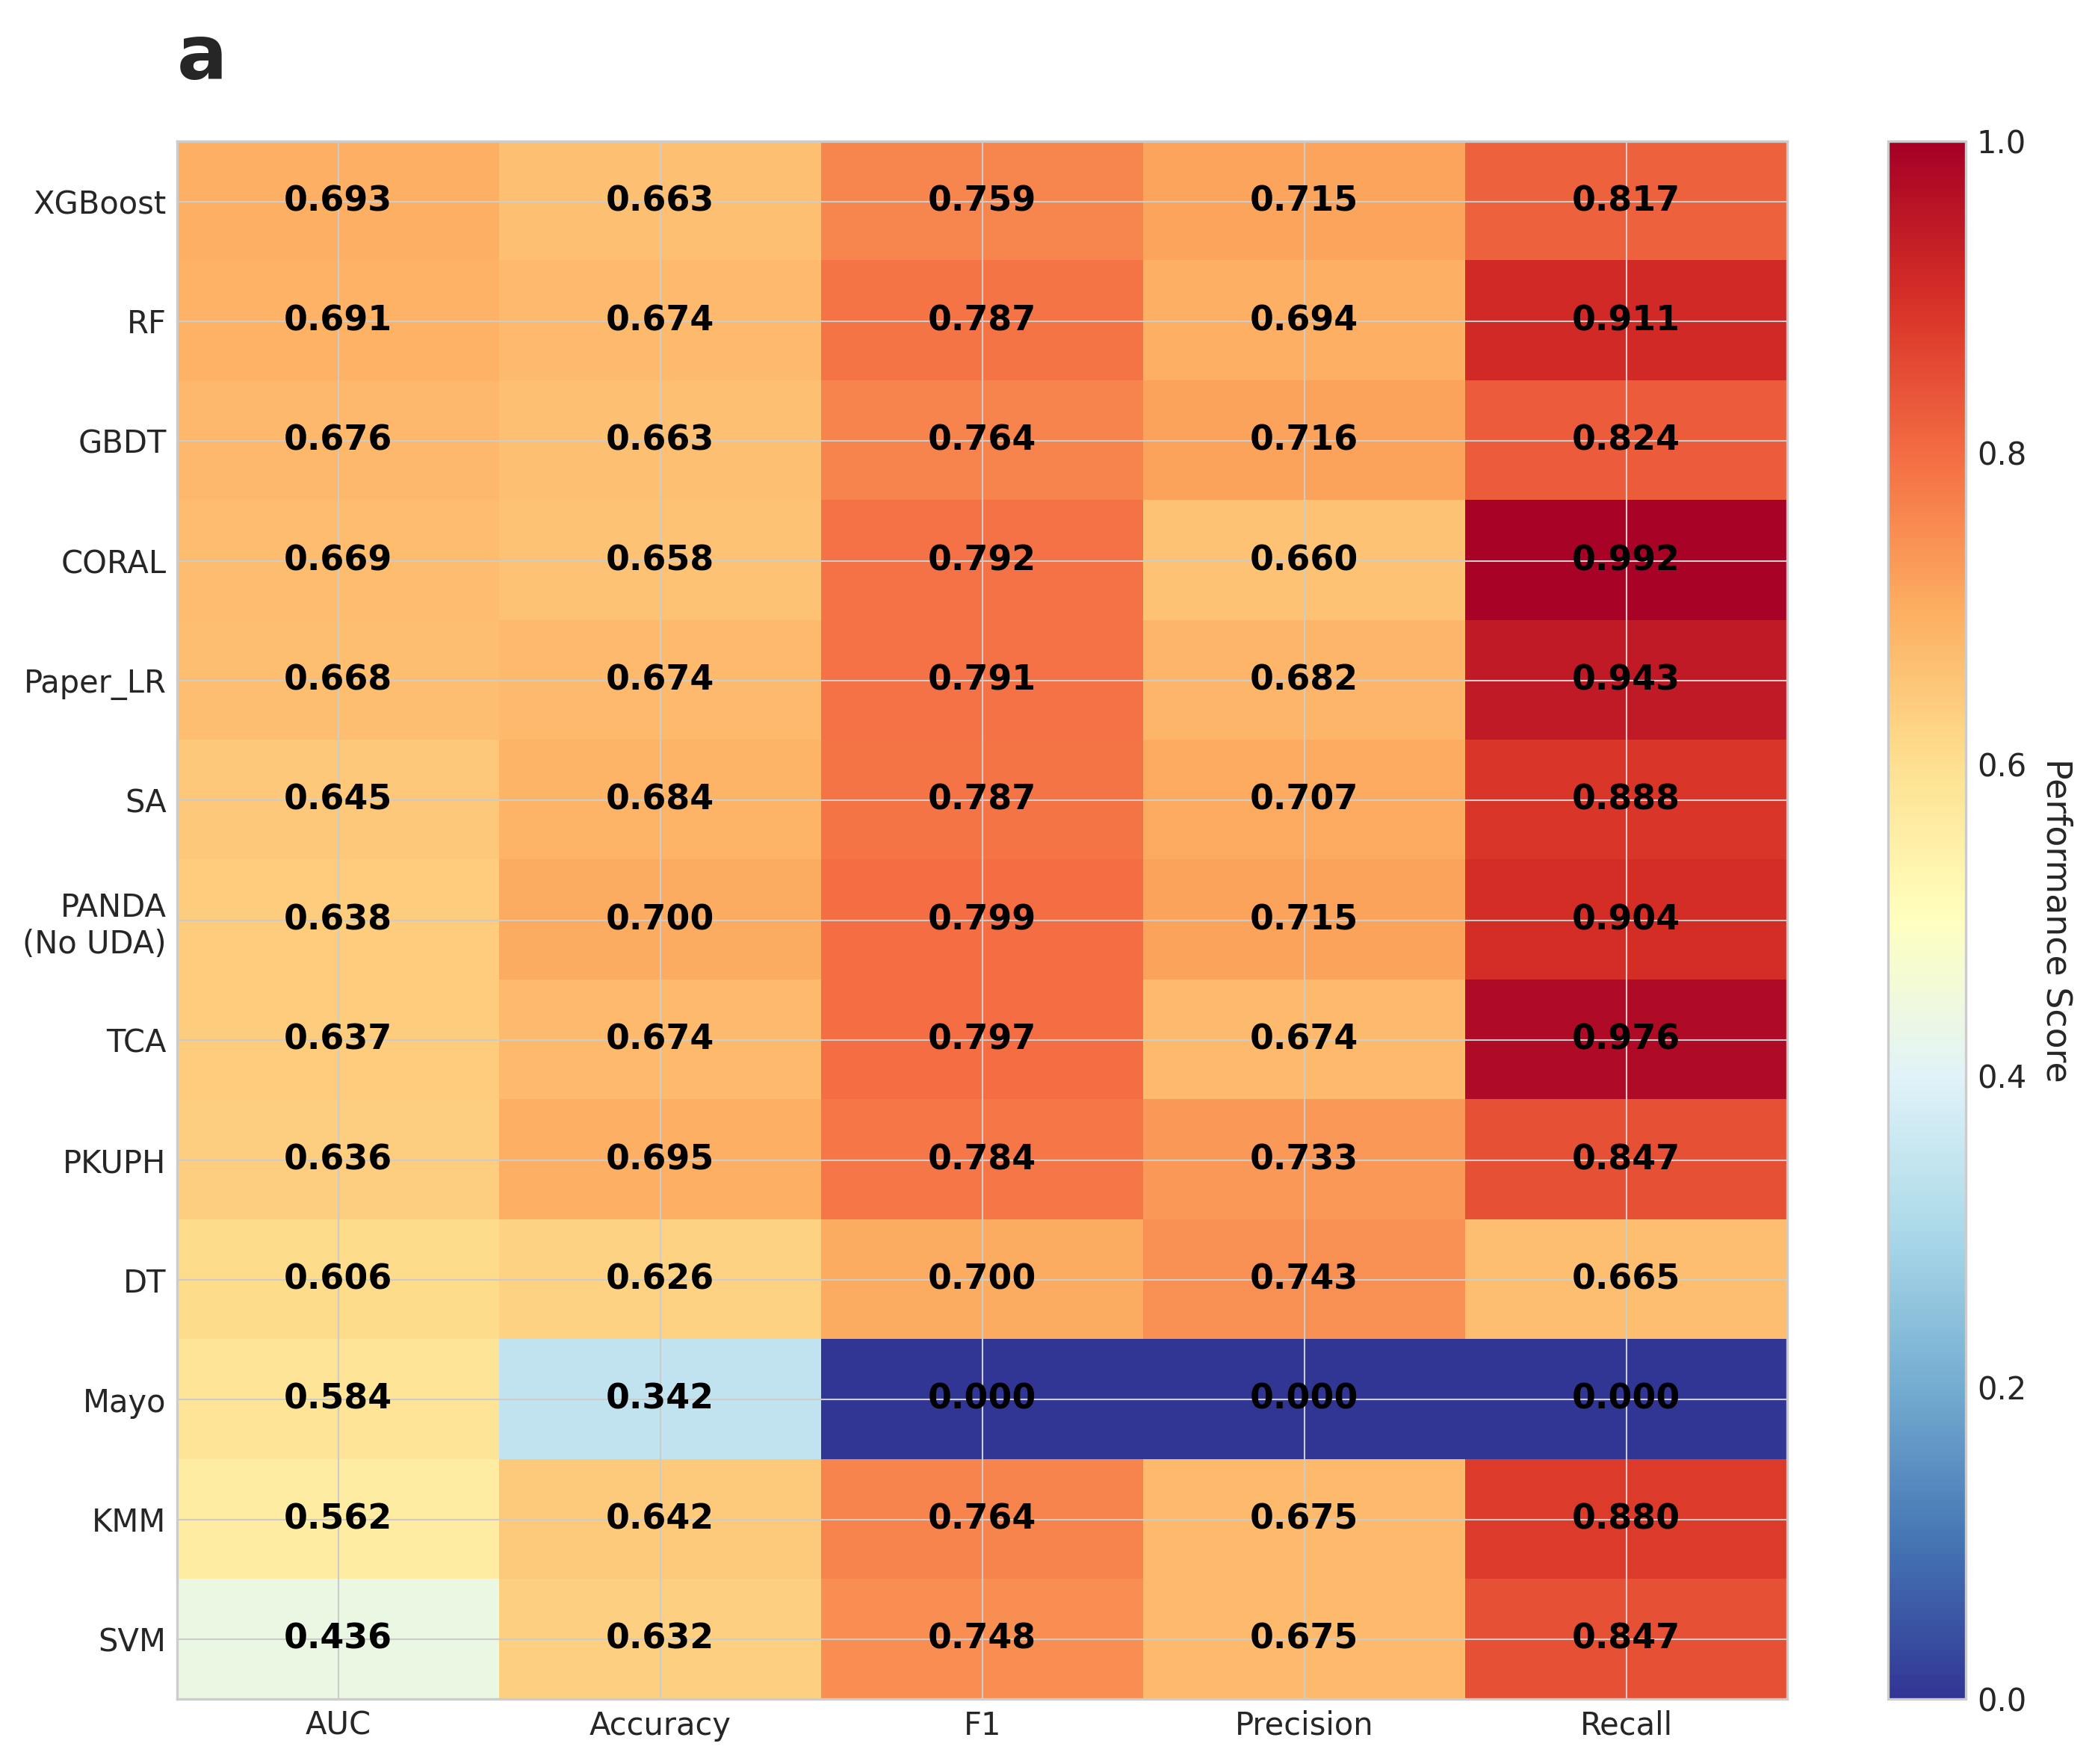 a
XGBoost 0.693 0.663 0.759 0.715 0.817
RF 0.691 0.674 0.787 0.694 0.911
GBDT 0.676 0.663 0.764 0.716 0.824
CORAL 0.669 0.658 0.792 0.660 0.992
Paper_LR 0.668 0.674 0.791 0.682 0.943
SA 0.645 0.684 0.787 0.707 0.888
PANDA
(No UDA) 0.638 0.700 0.799 0.715 0.904
TCA 0.637 0.674 0.797 0.674 0.976
PKUPH 0.636 0.695 0.784 0.733 0.847
DT 0.606 0.626 0.700 0.743 0.665
Mayo 0.584 0.342 0.000 0.000 0.000
KMM 0.562 0.642 0.764 0.675 0.880
SVM 0.436 0.632 0.748 0.675 0.847
AUC Accuracy F1 Precision Recall
1.0
0.8
0.6
0.4
0.2
0.0
Performance Score